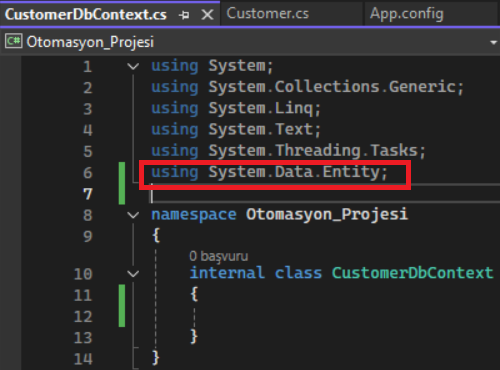 CustomerDbContext.cs Customer.cs App.config
C# Otomasyon_Projesi
1 using System;
2 using System.Collections.Generic;
3 using System.Linq;
4 using System.Text;
5 using System.Threading.Tasks;
6 using System.Data.Entity;
7
8 namespace Otomasyon_Projesi
9 {
0 başvuru
10 internal class CustomerDbContext
11 {
12
13 }
14 }